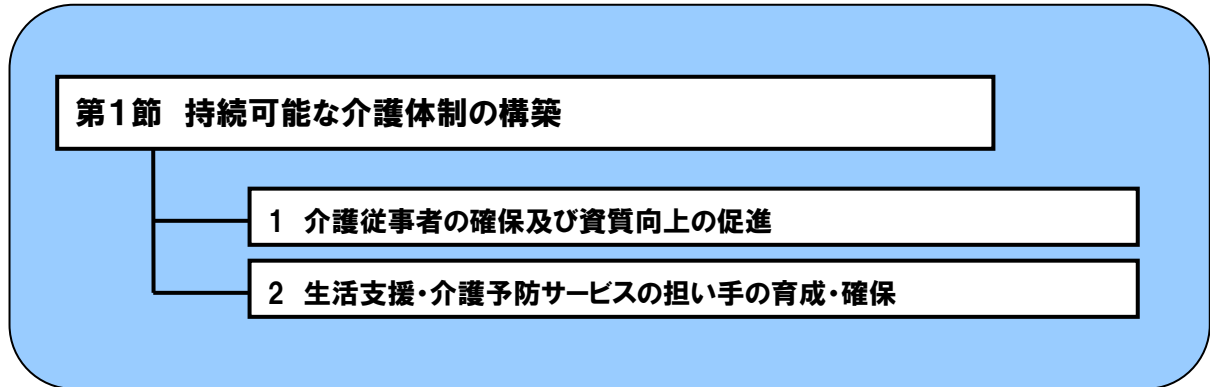 第1節　持続可能な介護体制の構築
1　介護従事者の確保及び資質向上の促進
2　生活支援・介護予防サービスの担い手の育成・確保